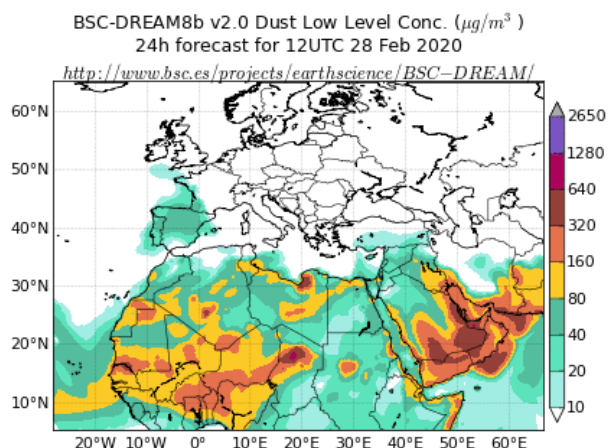 BSC-DREAM8b v2.0 Dust Low Level Conc. (μg/m³ )
24h forecast for 12UTC 28 Feb 2020
http://www.bsc.es/projects/earthscience/BSC−DREAM/
60°N
50°N
40°N
30°N
20°N
10°N
20°W 10°W 0° 10°E 20°E 30°E 40°E 50°E 60°E
2650
1280
640
320
160
80
40
20
10